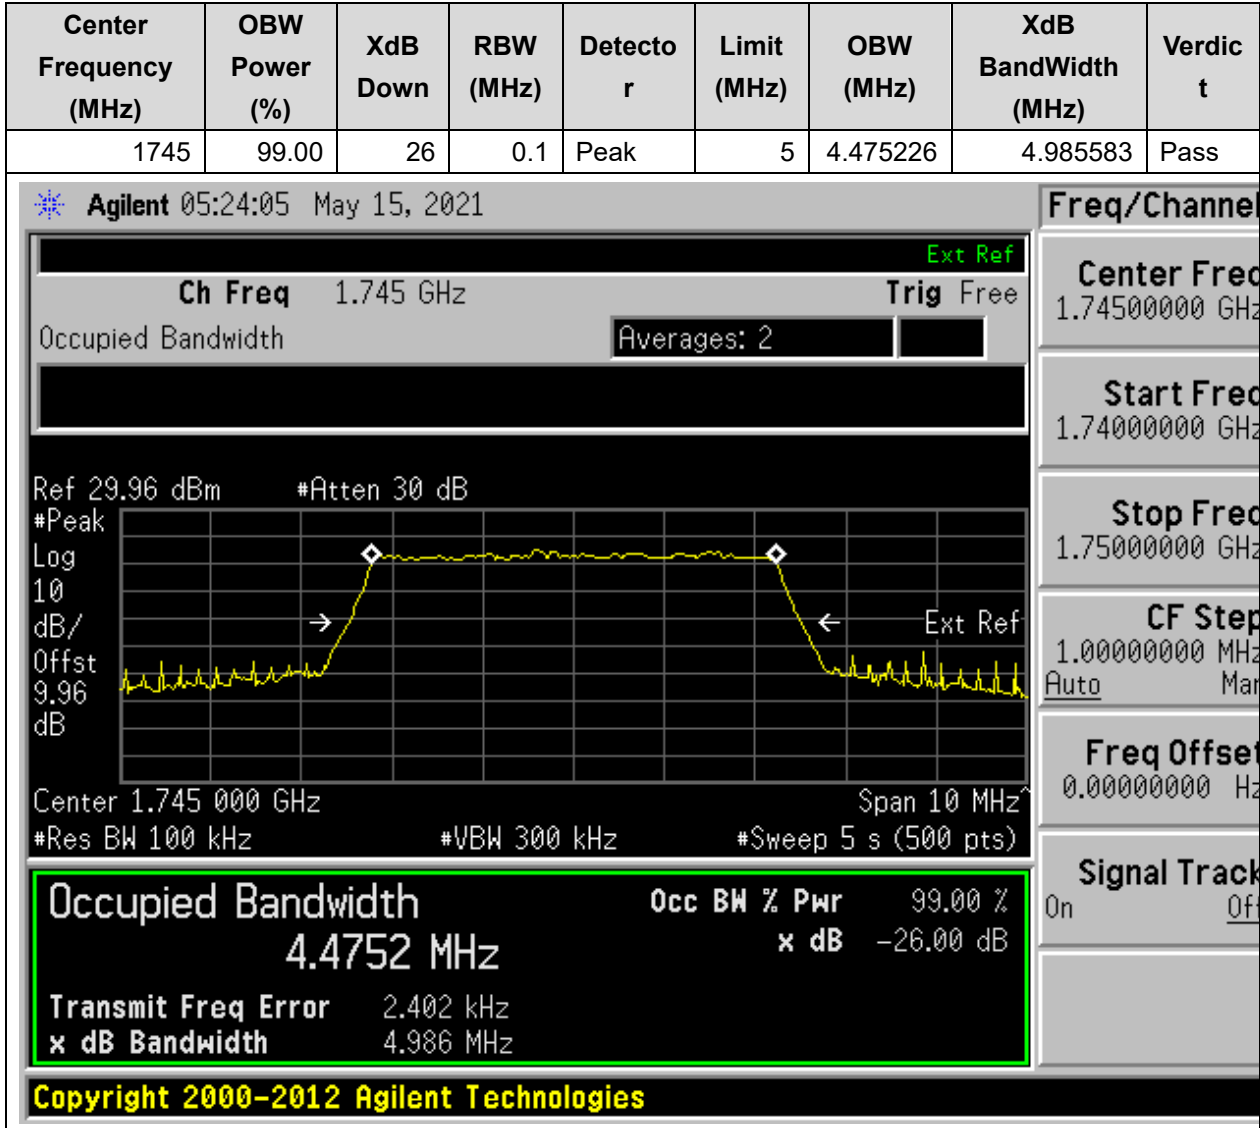 Center Frequency (MHz) OBW Power (%) XdB Down RBW (MHz) Detecto r Limit (MHz) OBW (MHz) XdB BandWidth (MHz) Verdic t
1745 99.00 26 0.1 Peak 5 4.475226 4.985583 Pass
Agilent 05:24:05 May 15, 2021
Freq/Channel
Ext Ref
Ch Freq 1.745 GHz Trig Free
Occupied Bandwidth Averages: 2
Center Freq
1.74500000 GHz
Start Freq
1.74000000 GHz
Stop Freq
1.75000000 GHz
CF Step
1.00000000 MHz
Auto Man
Freq Offset
0.00000000 Hz
Signal Track
On Off
Ref 29.96 dBm #Atten 30 dB
#Peak
Log
10
dB/
Offst
9.96
dB
Ext Ref
Center 1.745 000 GHz Span 10 MHz^
#Res BW 100 kHz #VBW 300 kHz #Sweep 5 s (500 pts)
Occupied Bandwidth
4.4752 MHz
Occ BW % Pwr 99.00 %
x dB -26.00 dB
Transmit Freq Error 2.402 kHz
x dB Bandwidth 4.986 MHz
Copyright 2000-2012 Agilent Technologies